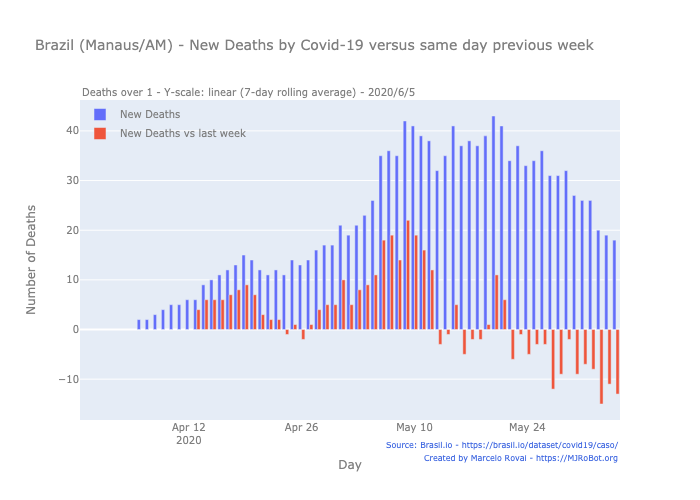 Brazil (Manaus/AM) - New Deaths by Covid-19 versus same day previous week
Deaths over 1 - Y-scale: linear (7-day rolling average) - 2020/6/5
New Deaths
New Deaths vs last week
Number of Deaths
40
30
20
10
0
−10
Apr 12
2020
Apr 26
May 10
May 24
Source: Brasil.io - https://brasil.io/dataset/covid19/caso/
Created by Marcelo Rovai - https://MJRoBot.org
Day